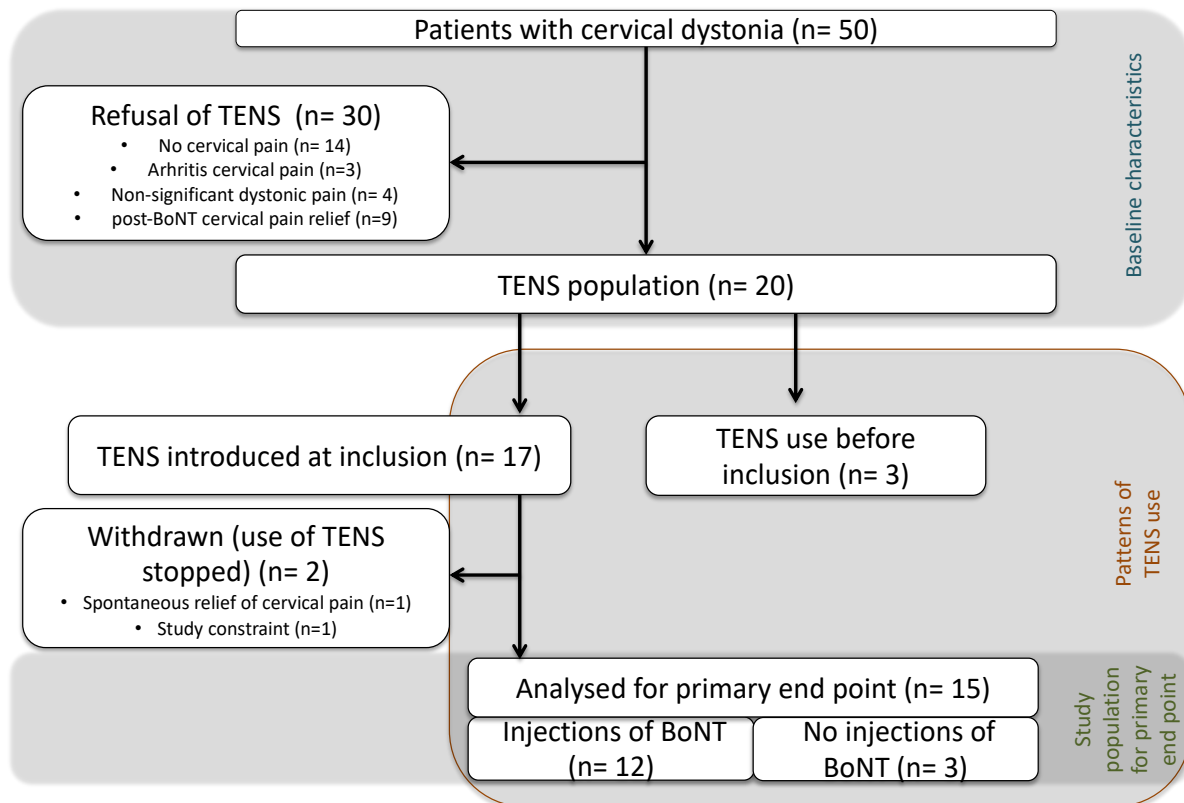 Patients with cervical dystonia (n= 50)
Refusal of TENS (n= 30)
• No cervical pain (n= 14)
• Arhritis cervical pain (n=3)
• Non-significant dystonic pain (n= 4)
• post-BoNT cervical pain relief (n=9)
Baseline characteristics
TENS population (n= 20)
TENS introduced at inclusion (n= 17)
TENS use before
inclusion (n= 3)
Patterns of
TENS use
Withdrawn (use of TENS
stopped) (n= 2)
• Spontaneous relief of cervical pain (n=1)
• Study constraint (n=1)
Analysed for primary end point (n= 15)
Injections of BoNT
(n= 12)
No injections of
BoNT (n= 3)
Study
population
for primary
end point